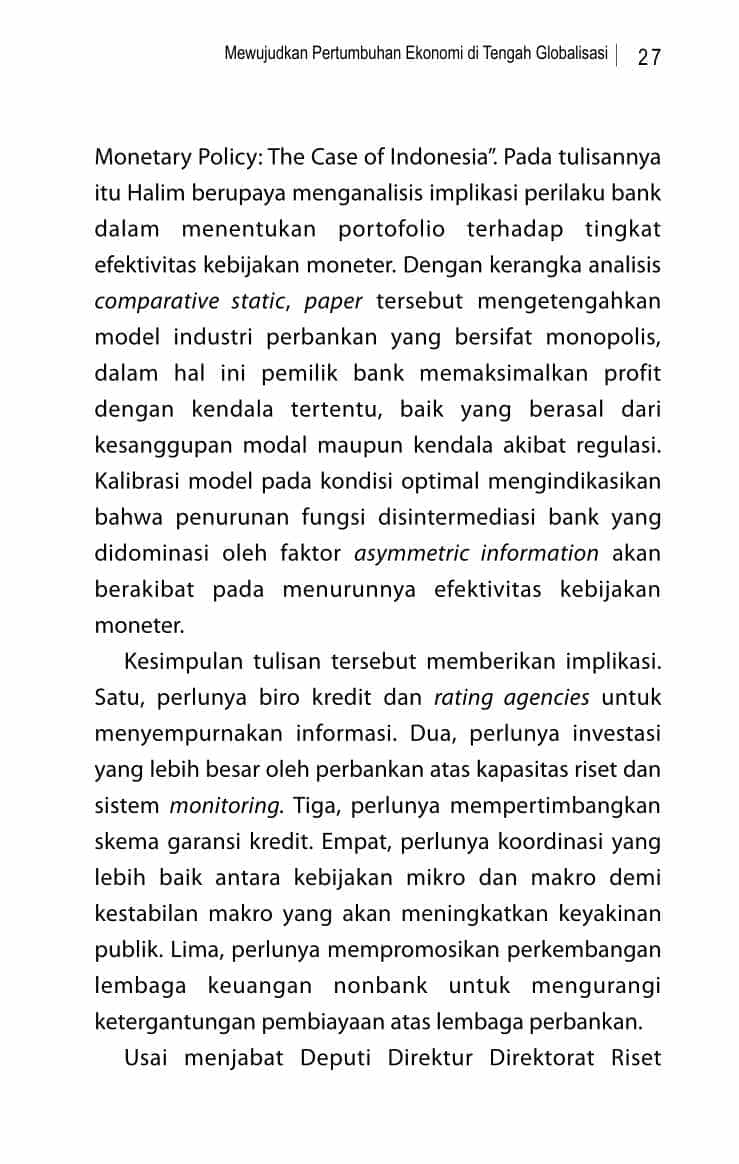 Mewujudkan Pertumbuhan Ekonomi di Tengah Globalisasi | 27
Monetary Policy: The Case of Indonesia”. Pada tulisannya
itu Halim berupaya menganalisis implikasi perilaku bank
dalam menentukan portofolio terhadap tingkat
efektivitas kebijakan moneter. Dengan kerangka analisis
comparative static, paper tersebut mengetengahkan
model industri perbankan yang bersifat monopolis,
dalam hal ini pemilik bank memaksimalkan profit
dengan kendala tertentu, baik yang berasal dari
kesanggupan modal maupun kendala akibat regulasi.
Kalibrasi model pada kondisi optimal mengindikasikan
bahwa penurunan fungsi disintermediasi bank yang
didominasi oleh faktor asymmetric information akan
berakibat pada menurunnya efektivitas kebijakan
moneter.
Kesimpulan tulisan tersebut memberikan implikasi.
Satu, perlunya biro kredit dan rating agencies untuk
menyempurnakan informasi. Dua, perlunya investasi
yang lebih besar oleh perbankan atas kapasitas riset dan
sistem monitoring. Tiga, perlunya mempertimbangkan
skema garansi kredit. Empat, perlunya koordinasi yang
lebih baik antara kebijakan mikro dan makro demi
kestabilan makro yang akan meningkatkan keyakinan
publik. Lima, perlunya mempromosikan perkembangan
lembaga keuangan nonbank untuk mengurangi
ketergantungan pembiayaan atas lembaga perbankan.
Usai menjabat Deputi Direktur Direktorat Riset